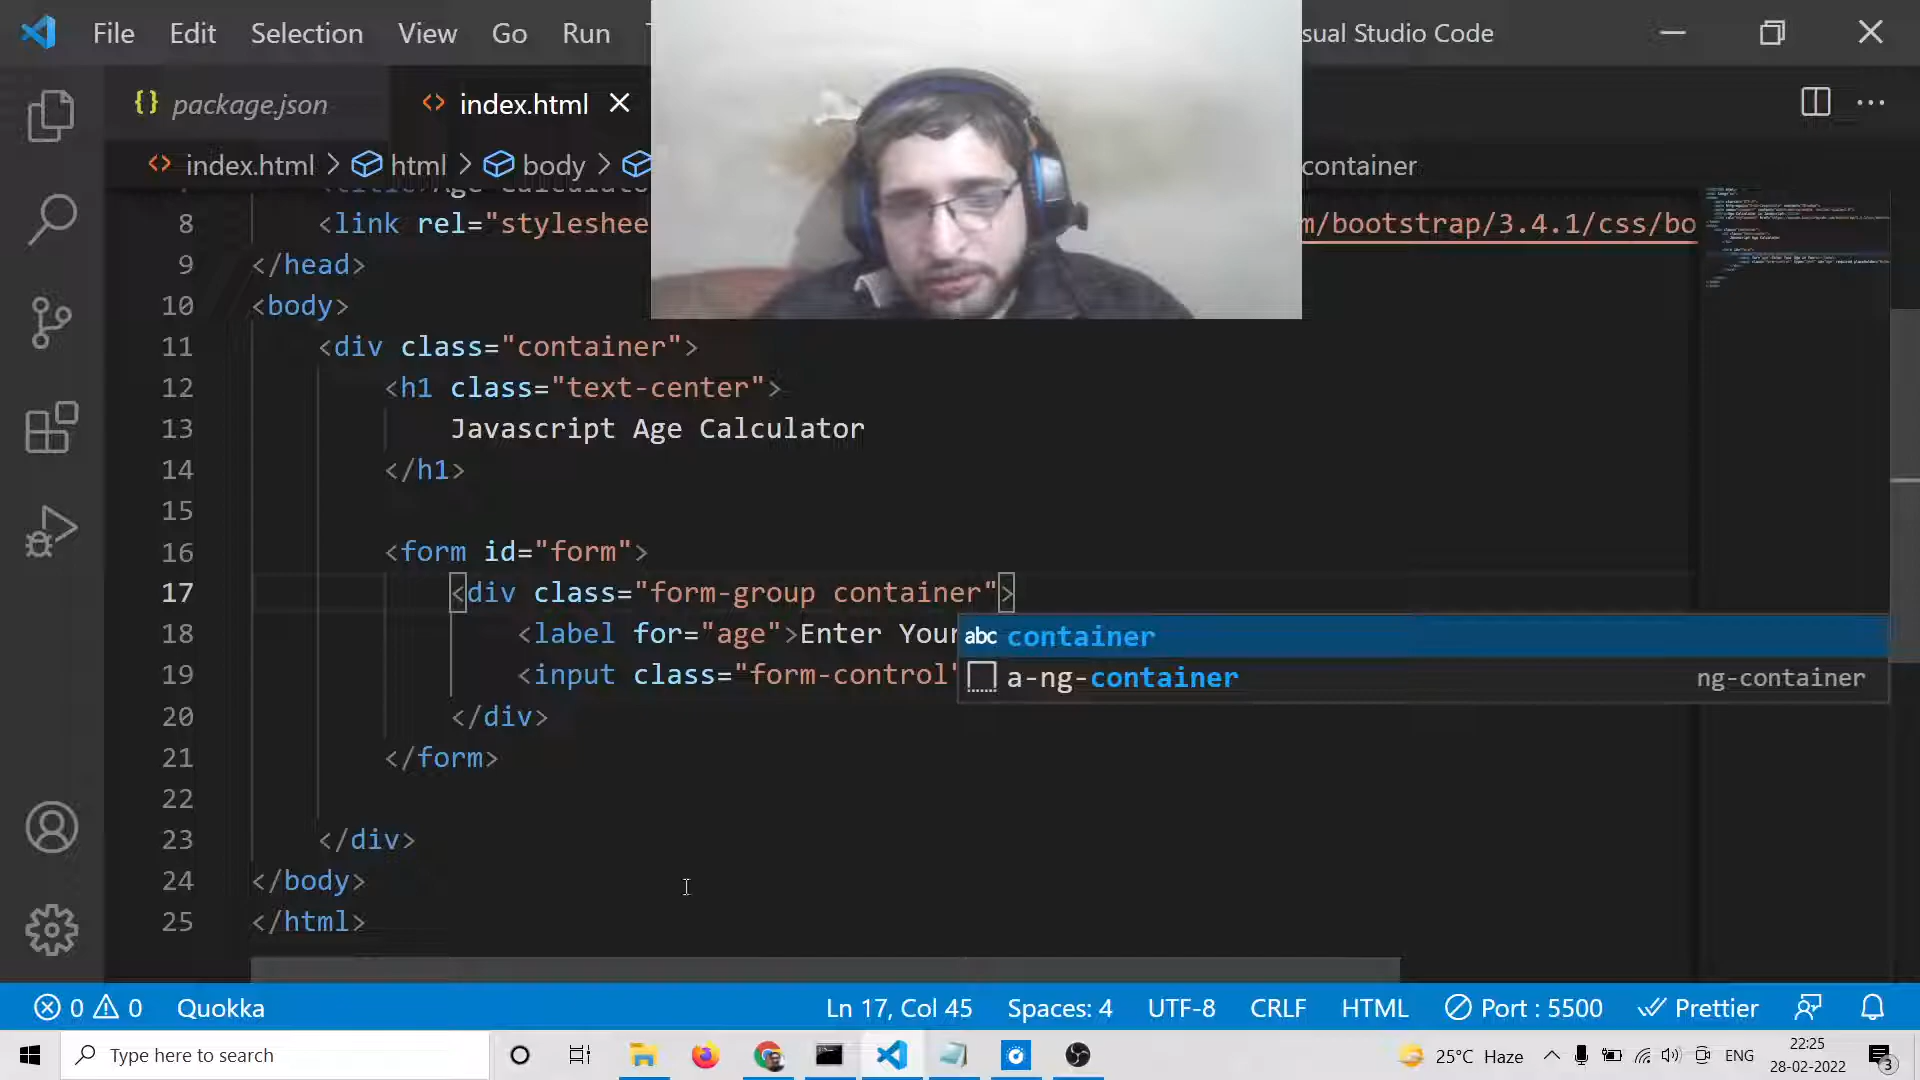 File Edit Selection View Go Run
sual Studio Code
{} package.json <> index.html
<> index.html > html > body >
container
8 <link rel="styleshee
m/bootstrap/3.4.1/css/bo
9 </head>
10 <body>
11 <div class="container">
12 <h1 class="text-center">
13 Javascript Age Calculator
14 </h1>
15
16 <form id="form">
17 <div class="form-group container">
18 <label for="age">Enter Your
abc container
19 <input class="form-control"
a-ng-container ng-container
20 </div>
21 </form>
22
23 </div>
24 </body>
25 </html>
0 0 Quokka Ln 17, Col 45 Spaces: 4 UTF-8 CRLF HTML Port : 5500 Prettier
Type here to search
25°C Haze ENG
22:25
28-02-2022
3